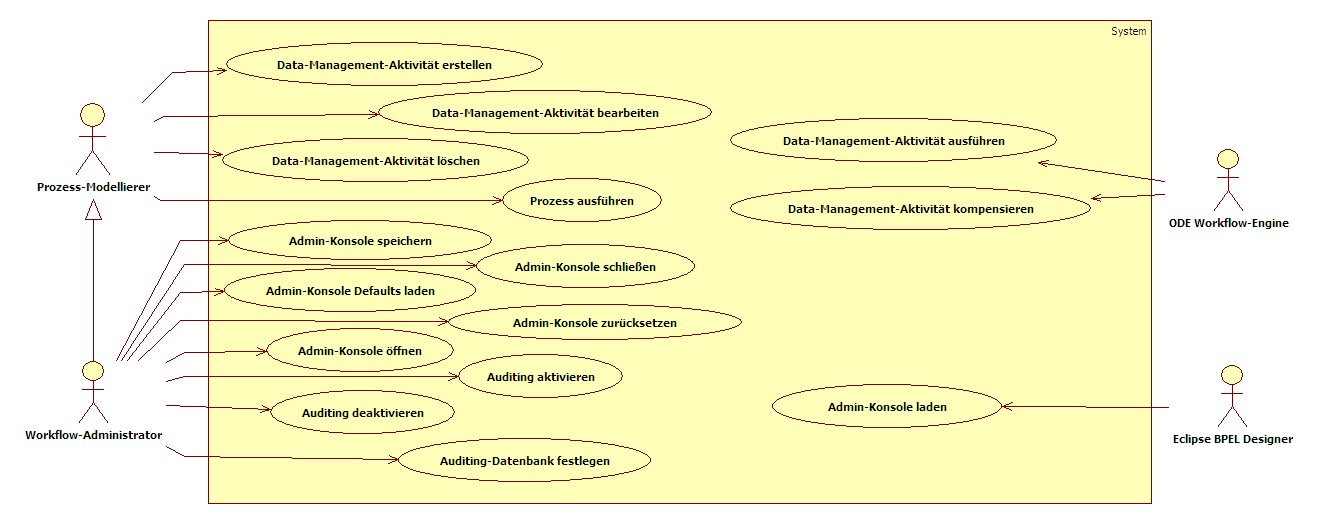 System
Data-Management-Aktivität erstellen
Data-Management-Aktivität bearbeiten
Data-Management-Aktivität ausführen
Data-Management-Aktivität löschen
Prozess-Modellierer
Prozess ausführen
Data-Management-Aktivität kompensieren
ODE Workflow-Engine
Admin-Konsole speichern
Admin-Konsole schließen
Admin-Konsole Defaults laden
Admin-Konsole zurücksetzen
Admin-Konsole öffnen
Auditing aktivieren
Auditing deaktivieren
Admin-Konsole laden
Workflow-Administrator
Eclipse BPEL Designer
Auditing-Datenbank festlegen